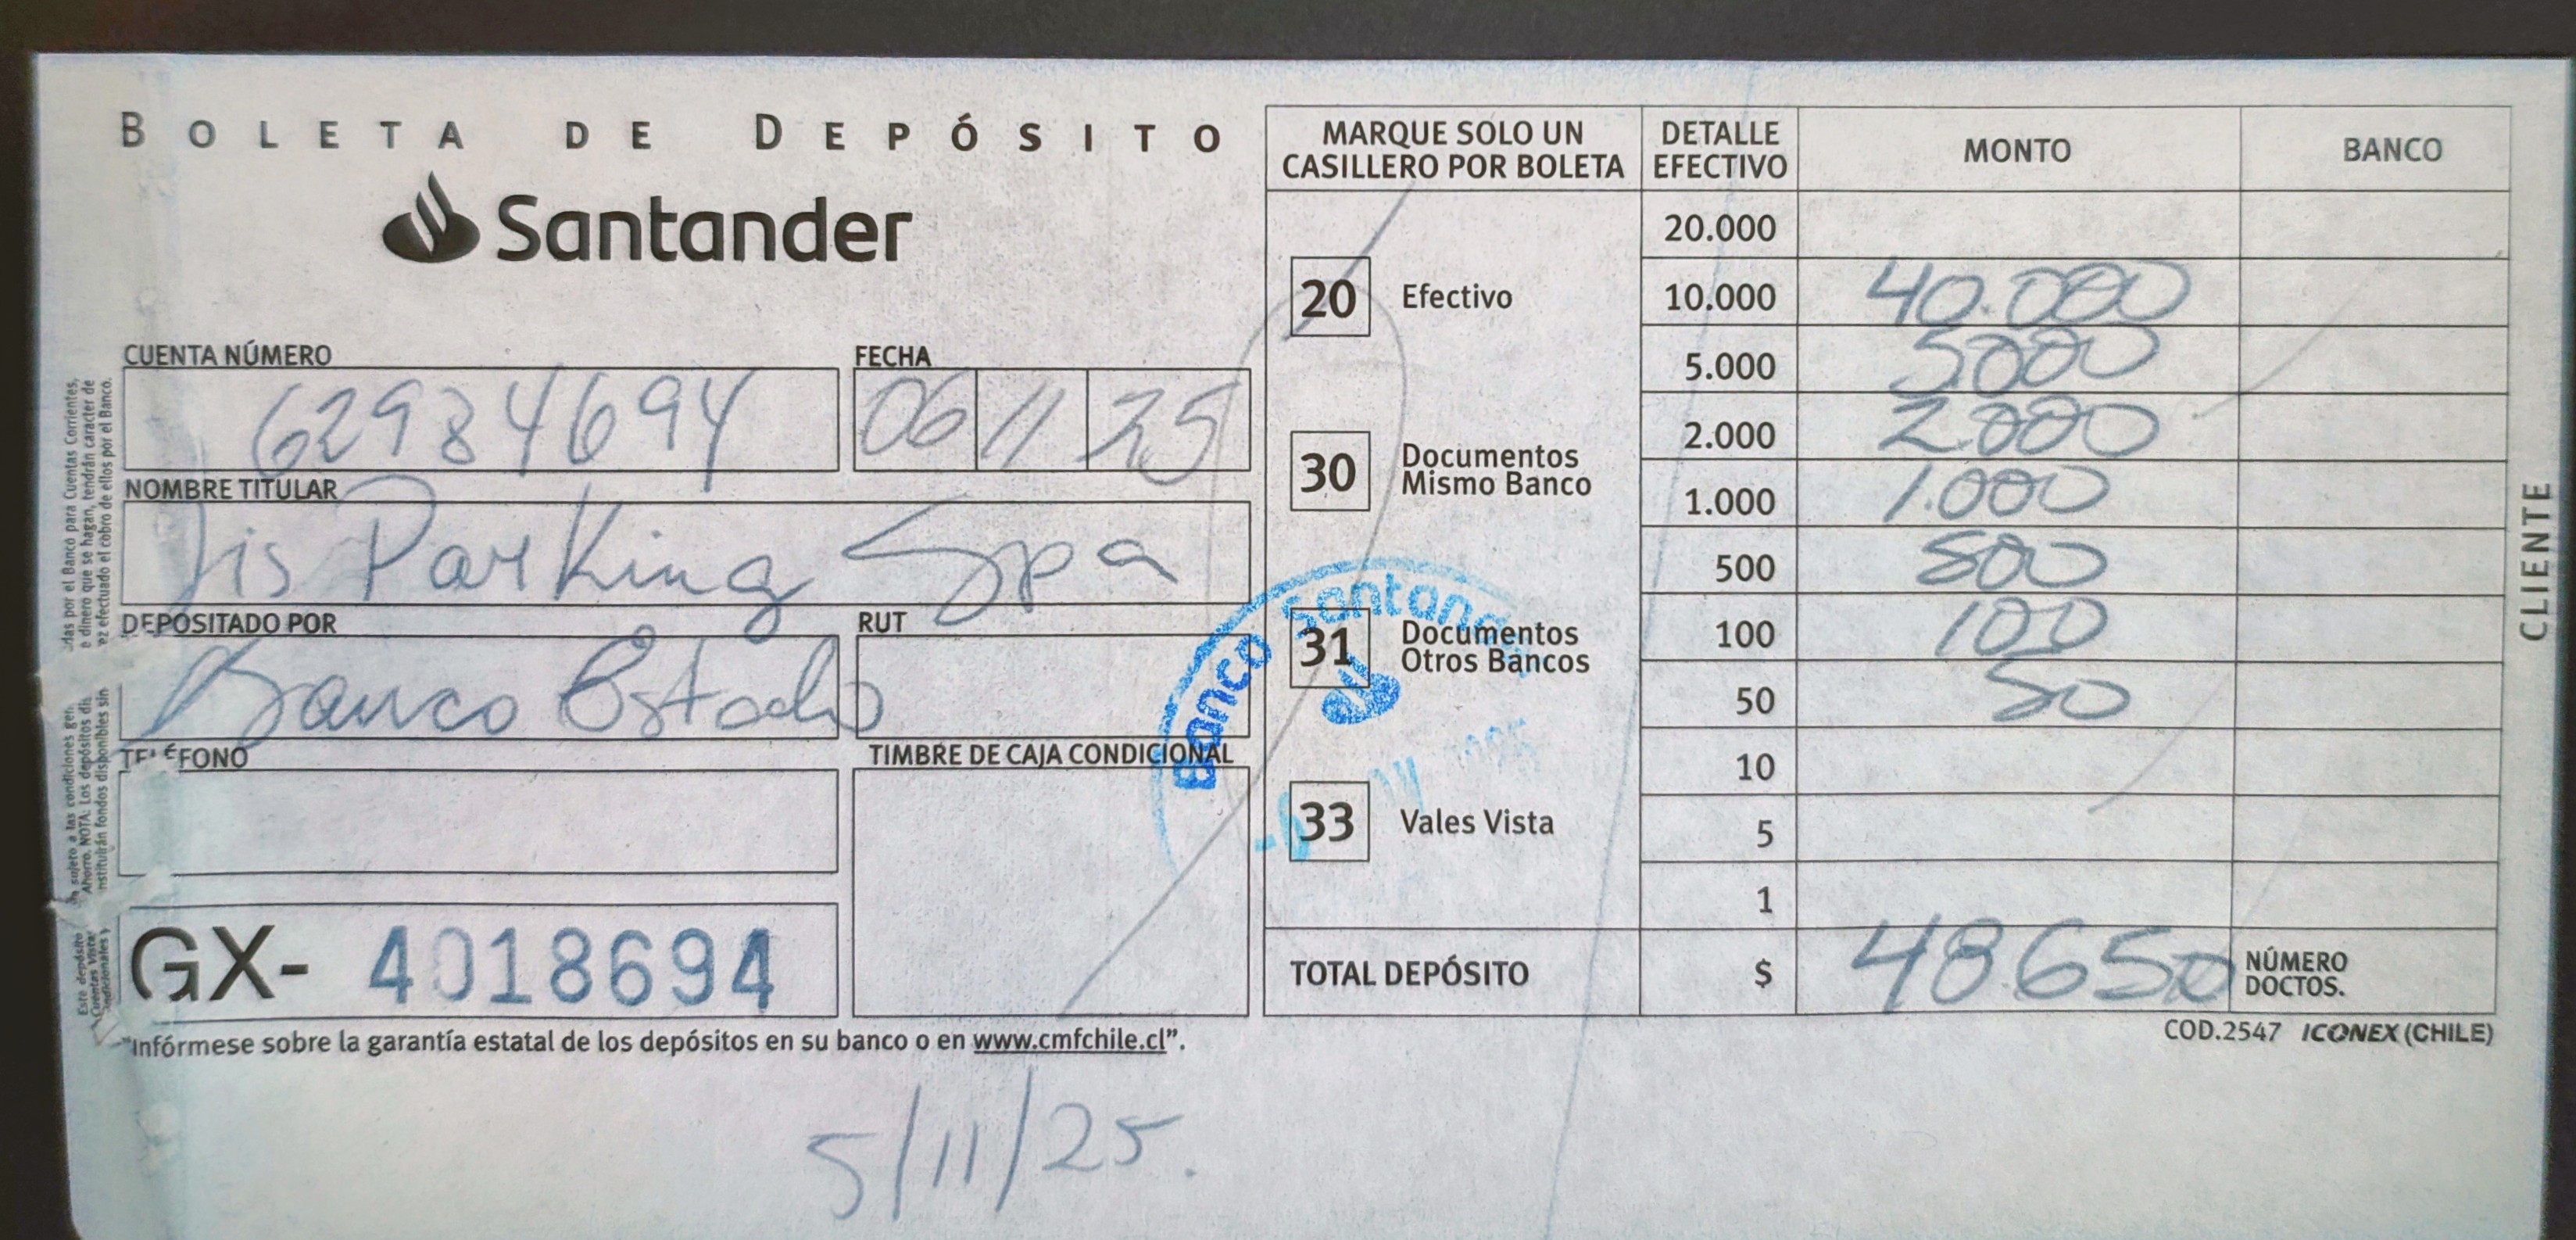 BOLETA DE DEPÓSITO
Santander
CUENTA NÚMERO
62984694
FECHA
06 11 25
NOMBRE TITULAR
Jis Parking Spa
DEPOSITADO POR
Banco Estado
RUT
TELÉFONO
TIMBRE DE CAJA CONDICIONAL
GX- 4018694
"Infórmese sobre la garantía estatal de los depósitos en su banco o en www.cmfchile.cl".
5/11/25.
MARQUE SOLO UN
CASILLERO POR BOLETA
20 Efectivo
30 Documentos
Mismo Banco
31 Documentos
Otros Bancos
33 Vales Vista
Banco Santander
DETALLE
EFECTIVO
MONTO
BANCO
20.000
10.000 40.000
5.000 5000
2.000 2000
1.000 1.000
500 500
100 100
50 50
10
5
1
TOTAL DEPÓSITO $ 48650
NÚMERO
DOCTOS.
COD.2547 ICONEX (CHILE)
CLIENTE